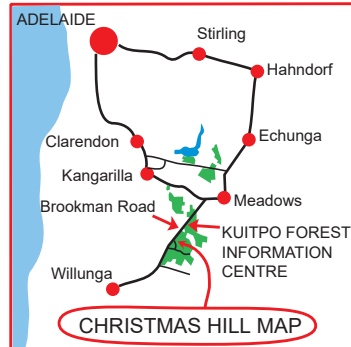 ADELAIDE
Stirling
Hahndorf
Clarendon
Echunga
Kangarilla
Meadows
Brookman Road
KUITPO FOREST
INFORMATION
CENTRE
Willunga
CHRISTMAS HILL MAP